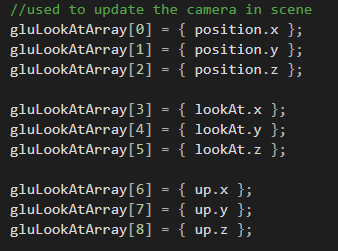 //used to update the camera in scene
gluLookAtArray[0] = { position.x };
gluLookAtArray[1] = { position.y };
gluLookAtArray[2] = { position.z };
gluLookAtArray[3] = { lookAt.x };
gluLookAtArray[4] = { lookAt.y };
gluLookAtArray[5] = { lookAt.z };
gluLookAtArray[6] = { up.x };
gluLookAtArray[7] = { up.y };
gluLookAtArray[8] = { up.z };